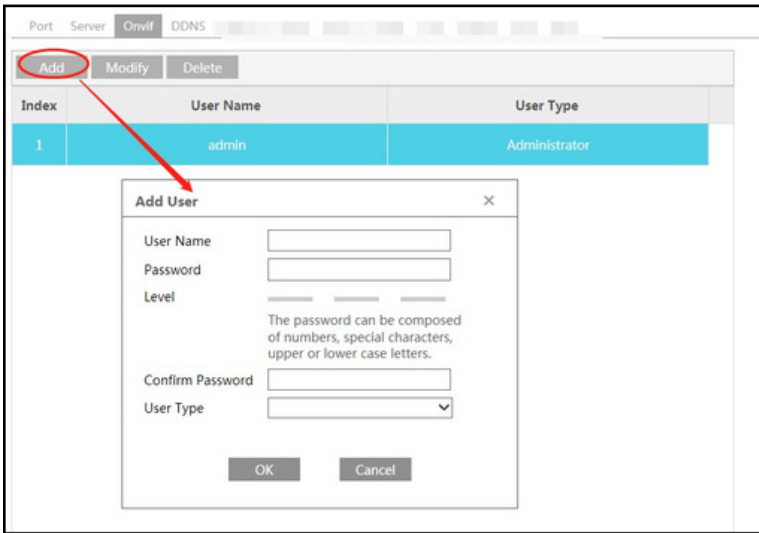 Port Server Onvif DDNS
Add Modify Delete
Index User Name User Type
1 admin Administrator
Add User ×
User Name
Password
Level
The password can be composed
of numbers, special characters,
upper or lower case letters.
Confirm Password
User Type
OK Cancel